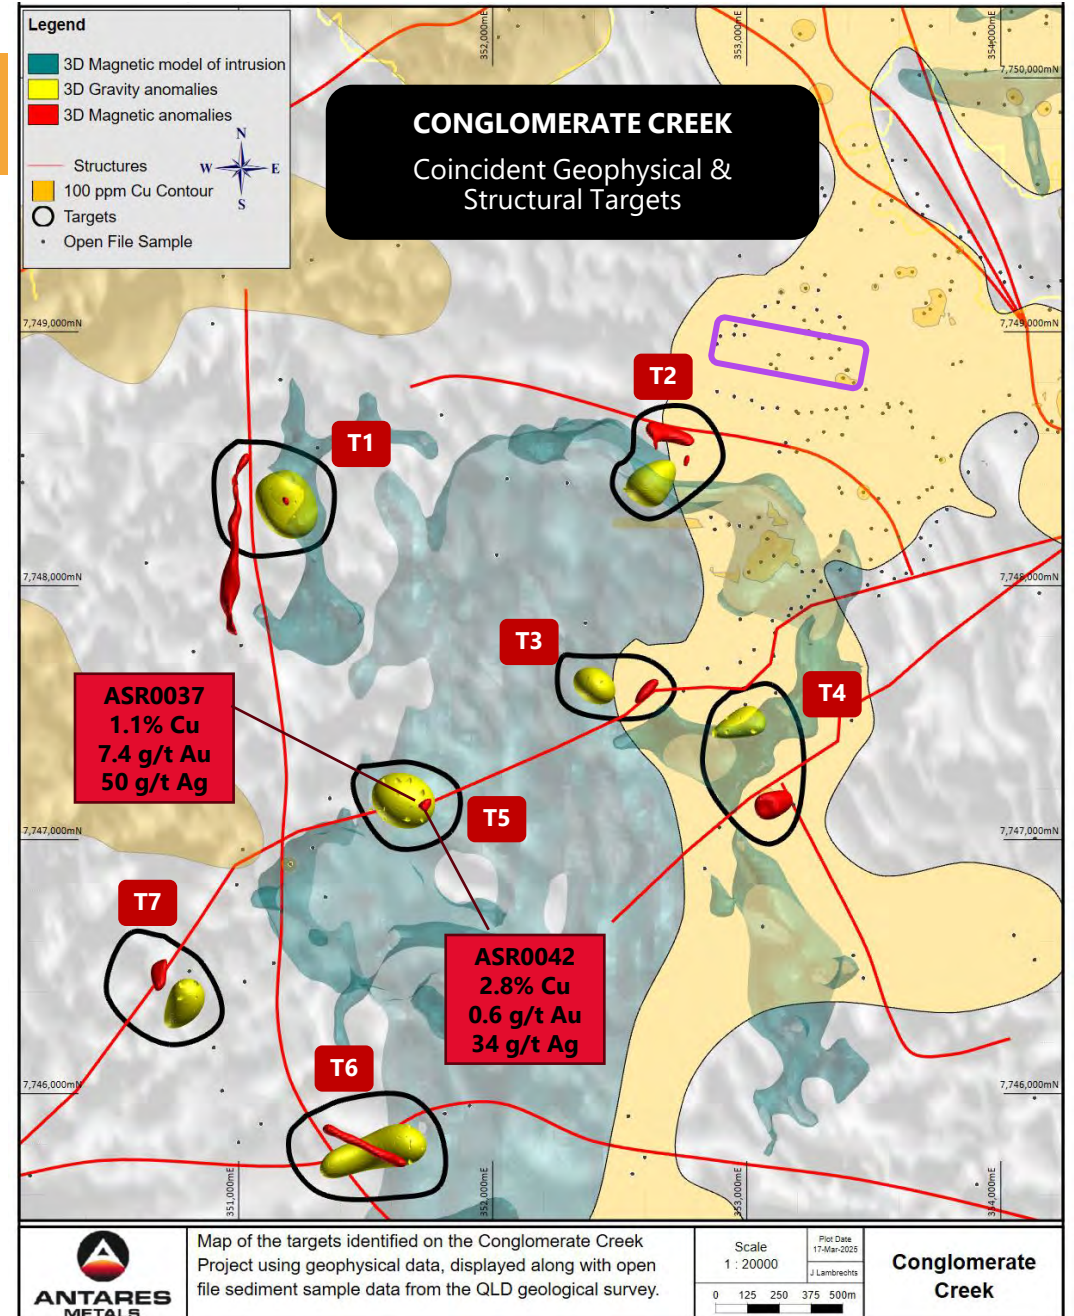 Legend
3D Magnetic model of intrusion
3D Gravity anomalies
3D Magnetic anomalies
N
W E
S
Structures
100 ppm Cu Contour
Targets
Open File Sample
352,000mE
353,000mE
354,000mE
7,750,000mN
CONGLOMERATE CREEK
Coincident Geophysical &
Structural Targets
7,749,000mN
7,749,000mN
T2
T1
7,748,000mN
7,748,000mN
T3
T4
ASR0037
1.1% Cu
7.4 g/t Au
50 g/t Ag
T5
7,747,000mN
7,747,000mN
T7
ASR0042
2.8% Cu
0.6 g/t Au
34 g/t Ag
T6
7,746,000mN
7,746,000mN
351,000mE
352,000mE
353,000mE
354,000mE
ANTARES
METALS
Map of the targets identified on the Conglomerate Creek
Project using geophysical data, displayed along with open
file sediment sample data from the QLD geological survey.
Scale
1 : 20000
Plot Date
17-Mar-2025
J Lambrechts
0 125 250 375 500m
Conglomerate
Creek